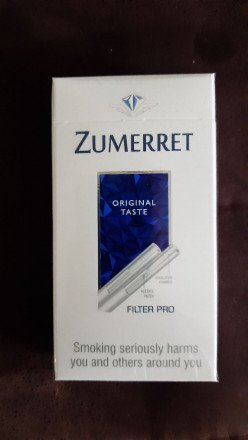 ZUMERRET
ORIGINAL
TASTE
FILTER PRO
Smoking seriously harms
you and others around you